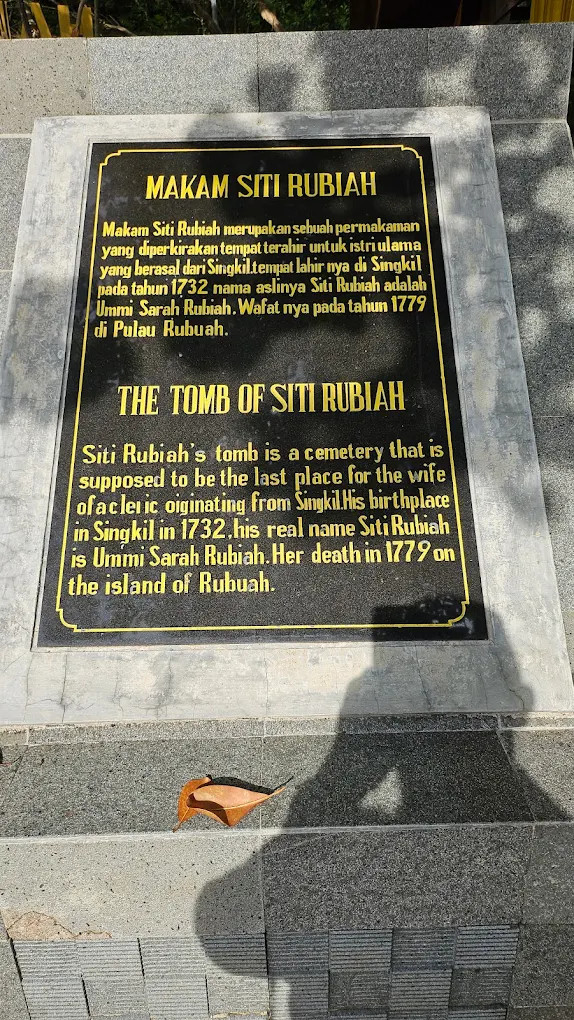 MAKAM SITI RUBIAH
Makam Siti Rubiah merupakan sebuah permakaman
yang diperkirakan tempat terahir untuk istri ulama
yang berasal dari Singkil.tempat lahir nya di Singkil
pada tahun 1732 nama aslinya Siti Rubiah adalah
Ummi Sarah Rubiah. Wafat nya pada tahun 1779
di Pulau Rubuah.
THE TOMB OF SITI RUBIAH
Siti Rubiah's tomb is a cemetery that is
supposed to be the last place for the wife
of a cleric oiginating from Singkil.His birthplace
in Singkil in 1732, his real name Siti Rubiah
is Ummi Sarah Rubiah. Her death in 1779 on
the island of Rubuah.